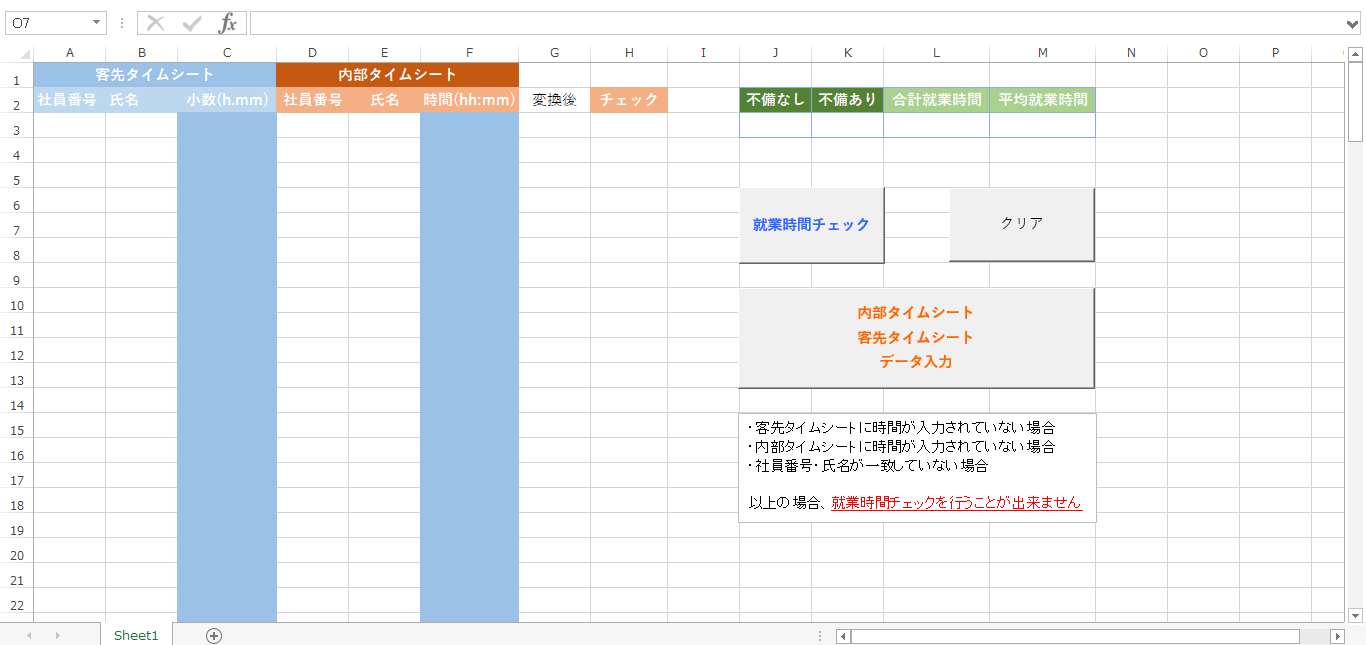 O7
fx
A B C D E F G H I J K L M N O P
1 客先タイムシート 内部タイムシート
2 社員番号 氏名 小数(h.mm) 社員番号 氏名 時間(hh:mm) 変換後 チェック 不備なし 不備あり 合計就業時間 平均就業時間
3
4
5
6
7 就業時間チェック クリア
8
9
10
11 内部タイムシート
12 客先タイムシート
13 データ入力
14
15 ・客先タイムシートに時間が入力されていない場合
16 ・内部タイムシートに時間が入力されていない場合
17 ・社員番号・氏名が一致していない場合
18 以上の場合、就業時間チェックを行うことが出来ません
19
20
21
22
Sheet1